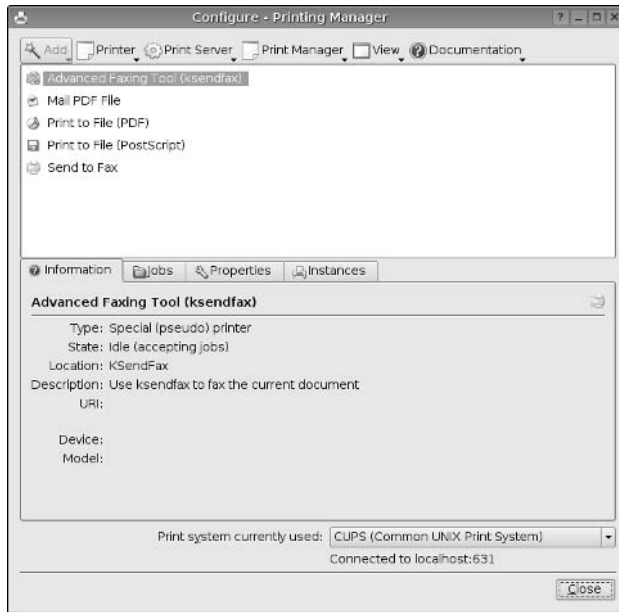 Configure - Printing Manager
Add Printer Print Server Print Manager View Documentation
Advanced Faxing Tool (ksendfax)
Mail PDF File
Print to File (PDF)
Print to File (PostScript)
Send to Fax
Information Jobs Properties Instances
Advanced Faxing Tool (ksendfax)
Type: Special (pseudo) printer
State: Idle (accepting jobs)
Location: KSendFax
Description: Use ksendfax to fax the current document
URI:
Device:
Model:
Print system currently used: CUPS (Common UNIX Print System)
Connected to localhost:631
Close